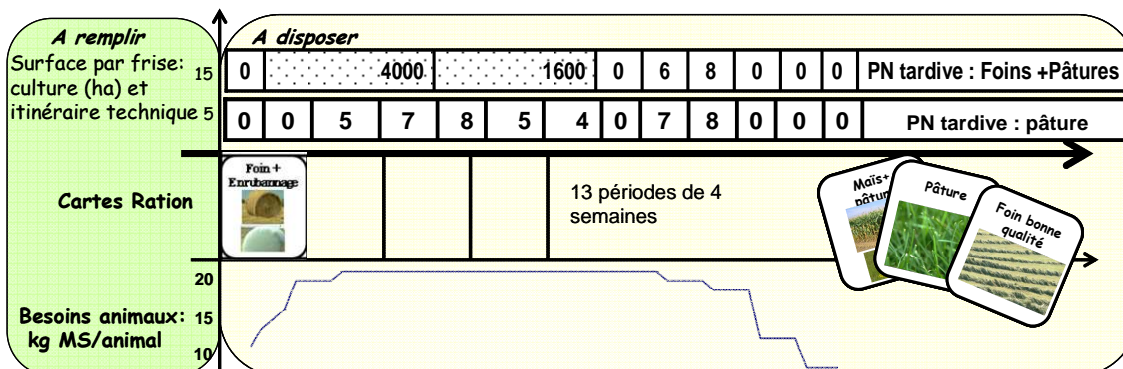 A remplir
A disposer
Surface par frise:
culture (ha) et
itinéraire technique
15 0 4000 1600 0 6 8 0 0 0 PN tardive : Foins +Pâtures
5 0 0 5 7 8 5 4 0 7 8 0 0 0 PN tardive : pâture
Cartes Ration
Foin +
Enrubannage
13 périodes de 4
semaines
Maïs+
pâtur
Pâture
Foin bonne
qualité
Besoins animaux:
kg MS/animal
20
15
10